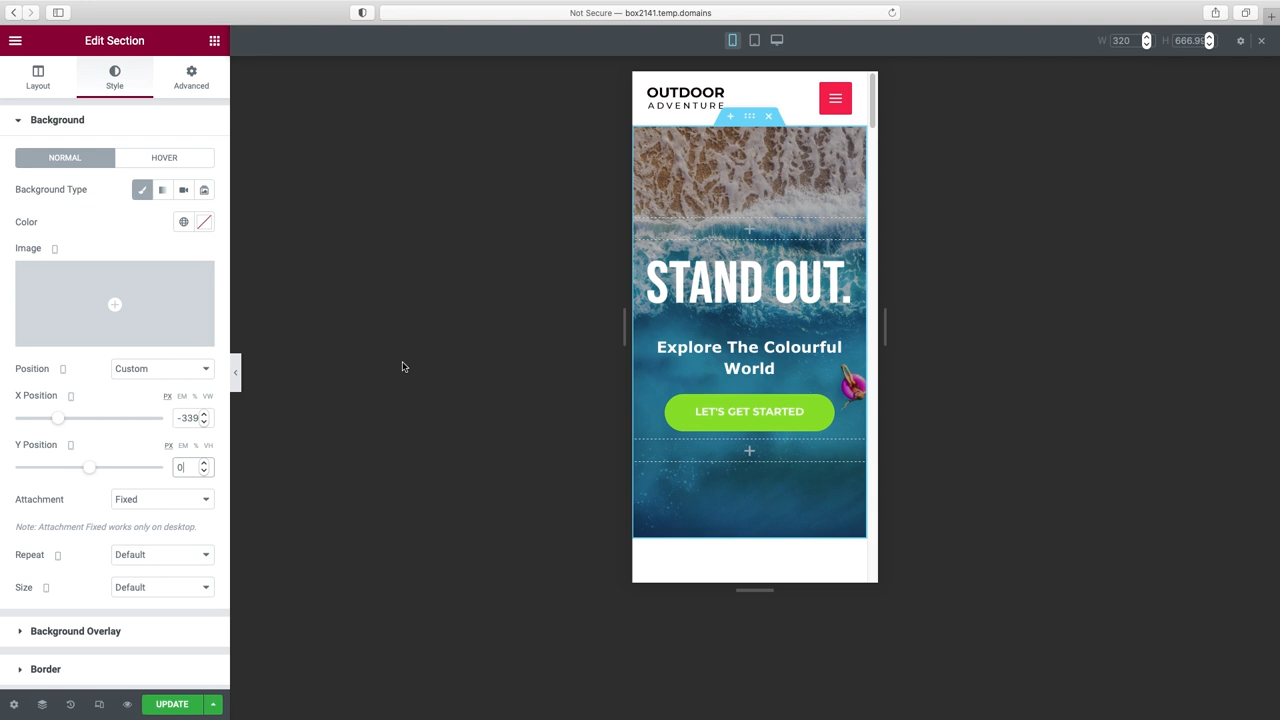 Not Secure — box2141.temp.domains
Edit Section
W 320 H 666.99
Layout Style Advanced
Background
NORMAL HOVER
Background Type
Color
Image
Position Custom
X Position PX EM % VW
-339
Y Position PX EM % VH
0
Attachment Fixed
Note: Attachment Fixed works only on desktop.
Repeat Default
Size Default
Background Overlay
Border
UPDATE
OUTDOOR
ADVENTURE
STAND OUT.
Explore The Colourful
World
LET'S GET STARTED